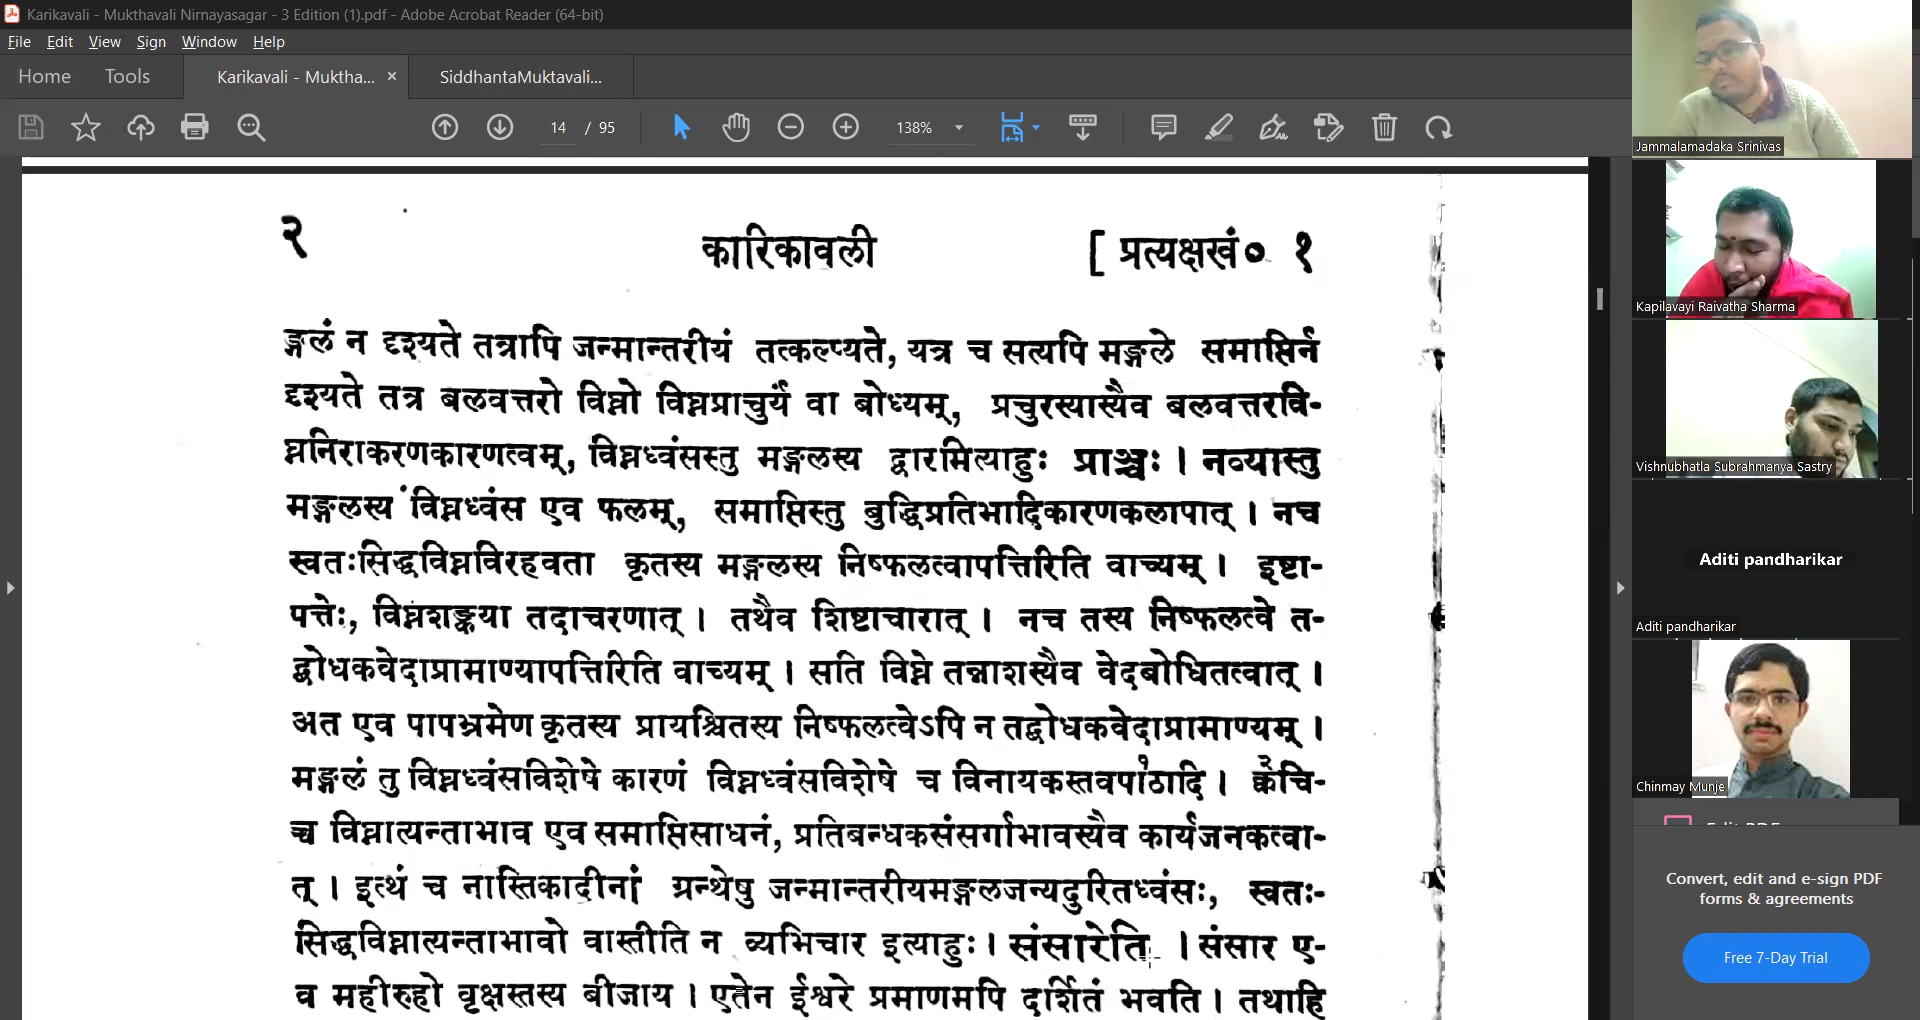 Karikavali - Mukthavali Nirnayasagar - 3 Edition (1).pdf - Adobe Acrobat Reader (64-bit)
File Edit View Sign Window Help
Home Tools Karikavali - Muktha... × SiddhantaMuktavali...
14 / 95 138%
२ कारिकावली [ प्रत्यक्षखं० १
ङ्गलं न दृश्यते तत्रापि जन्मान्तरीयं तत्कल्प्यते, यत्र च सत्यपि मङ्गले समाप्तिर्न
दृश्यते तत्र बलवत्तरो विघ्नो विघ्नप्राचुर्यं वा बोध्यम्, प्रचुरस्यास्यैव बलवत्तरवि-
घ्ननिराकरणकारणत्वम्, विघ्नध्वंसस्तु मङ्गलस्य द्वारमित्याहुः प्राञ्चः । नव्यास्तु
मङ्गलस्य विघ्नध्वंस एव फलम्, समाप्तिस्तु बुद्धिप्रतिभादिकारणकलापात् । नच
स्वतःसिद्धविघ्नविरहवता कृतस्य मङ्गलस्य निष्फलत्वापत्तिरिति वाच्यम् । इष्टा-
पत्तेः, विघ्नशङ्कया तदाचरणात् । तथैव शिष्टाचारात् । नच तस्य निष्फलत्वे त-
द्बोधकवेदाप्रामाण्यापत्तिरिति वाच्यम् । सति विघ्ने तन्नाशस्यैव वेदबोधितत्वात् ।
अत एव पापभ्रमेण कृतस्य प्रायश्चितस्य निष्फलत्वेऽपि न तद्बोधकवेदाप्रामाण्यम् ।
मङ्गलं तु विघ्नध्वंसविशेषे कारणं विघ्नध्वंसविशेषे च विनायकस्तवपाठादि । केचि-
च्च विघ्नात्यन्ताभाव एव समाप्तिसाधनं, प्रतिबन्धकसंसर्गाभावस्यैव कार्यजनकत्वा-
त् । इत्थं च नास्तिकादीनां ग्रन्थेषु जन्मान्तरीयमङ्गलजन्यदुरितध्वंसः, स्वतः-
सिद्धविघ्नात्यन्ताभावो वास्तीति न व्यभिचार इत्याहुः । संसारेति । संसार ए-
व महीरुहो वृक्षस्तस्य बीजाय । एतेन ईश्वरे प्रमाणमपि दर्शितं भवति । तथाहि
Jammalamadaka Srinivas
Kapilavayi Raivatha Sharma
Vishnubhatla Subrahmanya Sastry
Aditi pandharikar
Aditi pandharikar
Chinmay Munje
Convert, edit and e-sign PDF
forms & agreements
Free 7-Day Trial